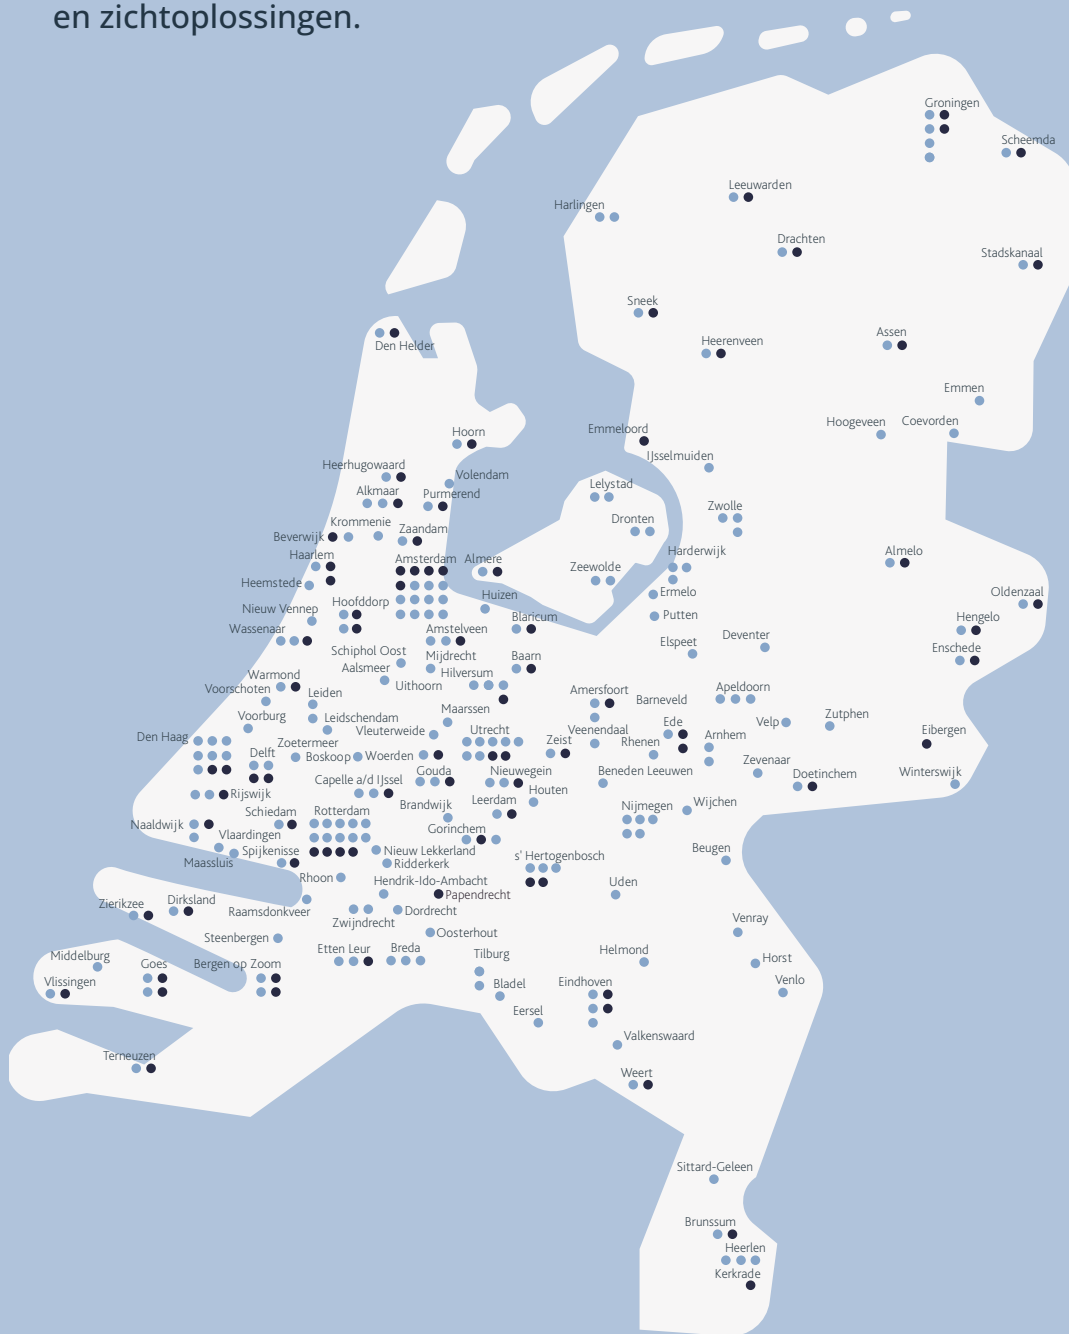 en zichtoplossingen.
Groningen
Scheemda
Leeuwarden
Harlingen
Drachten
Stadskanaal
Sneek
Assen
Heerenveen
Den Helder
Emmen
Hoogeveen
Coevorden
Emmeloord
Hoorn
IJsselmuiden
Heerhugowaard
Volendam
Lelystad
Alkmaar
Purmerend
Zwolle
Dronten
Krommenie
Zaandam
Beverwijk
Haarlem
Amsterdam
Almere
Harderwijk
Almelo
Zeewolde
Heemstede
Ermelo
Oldenzaal
Huizen
Hoofddorp
Nieuw Vennep
Blaricum
Putten
Hengelo
Wassenaar
Amstelveen
Deventer
Elspeet
Enschede
Schiphol Oost
Mijdrecht
Baarn
Aalsmeer
Hilversum
Warmond
Uithoorn
Voorschoten
Leiden
Amersfoort
Barneveld
Apeldoorn
Maarssen
Voorburg
Leidschendam
Zutphen
Ede
Velp
Den Haag
Vleuterweide
Utrecht
Veenendaal
Eibergen
Zoetermeer
Zeist
Rhenen
Arnhem
Delft
Boskoop
Woerden
Zevenaar
Gouda
Nieuwegein
Beneden Leeuwen
Doetinchem
Winterswijk
Capelle a/d IJssel
Houten
Rijswijk
Brandwijk
Leerdam
Wijchen
Nijmegen
Schiedam
Rotterdam
Naaldwijk
Gorinchem
Vlaardingen
Spijkenisse
Nieuw Lekkerland
s' Hertogenbosch
Beugen
Maassluis
Ridderkerk
Rhoon
Hendrik-Ido-Ambacht
Uden
Papendrecht
Zierikzee
Dirksland
Raamsdonkveer
Dordrecht
Zwijndrecht
Venray
Steenbergen
Oosterhout
Etten Leur
Breda
Tilburg
Helmond
Middelburg
Goes
Bergen op Zoom
Horst
Vlissingen
Bladel
Eindhoven
Venlo
Eersel
Valkenswaard
Terneuzen
Weert
Sittard-Geleen
Brunssum
Heerlen
Kerkrade